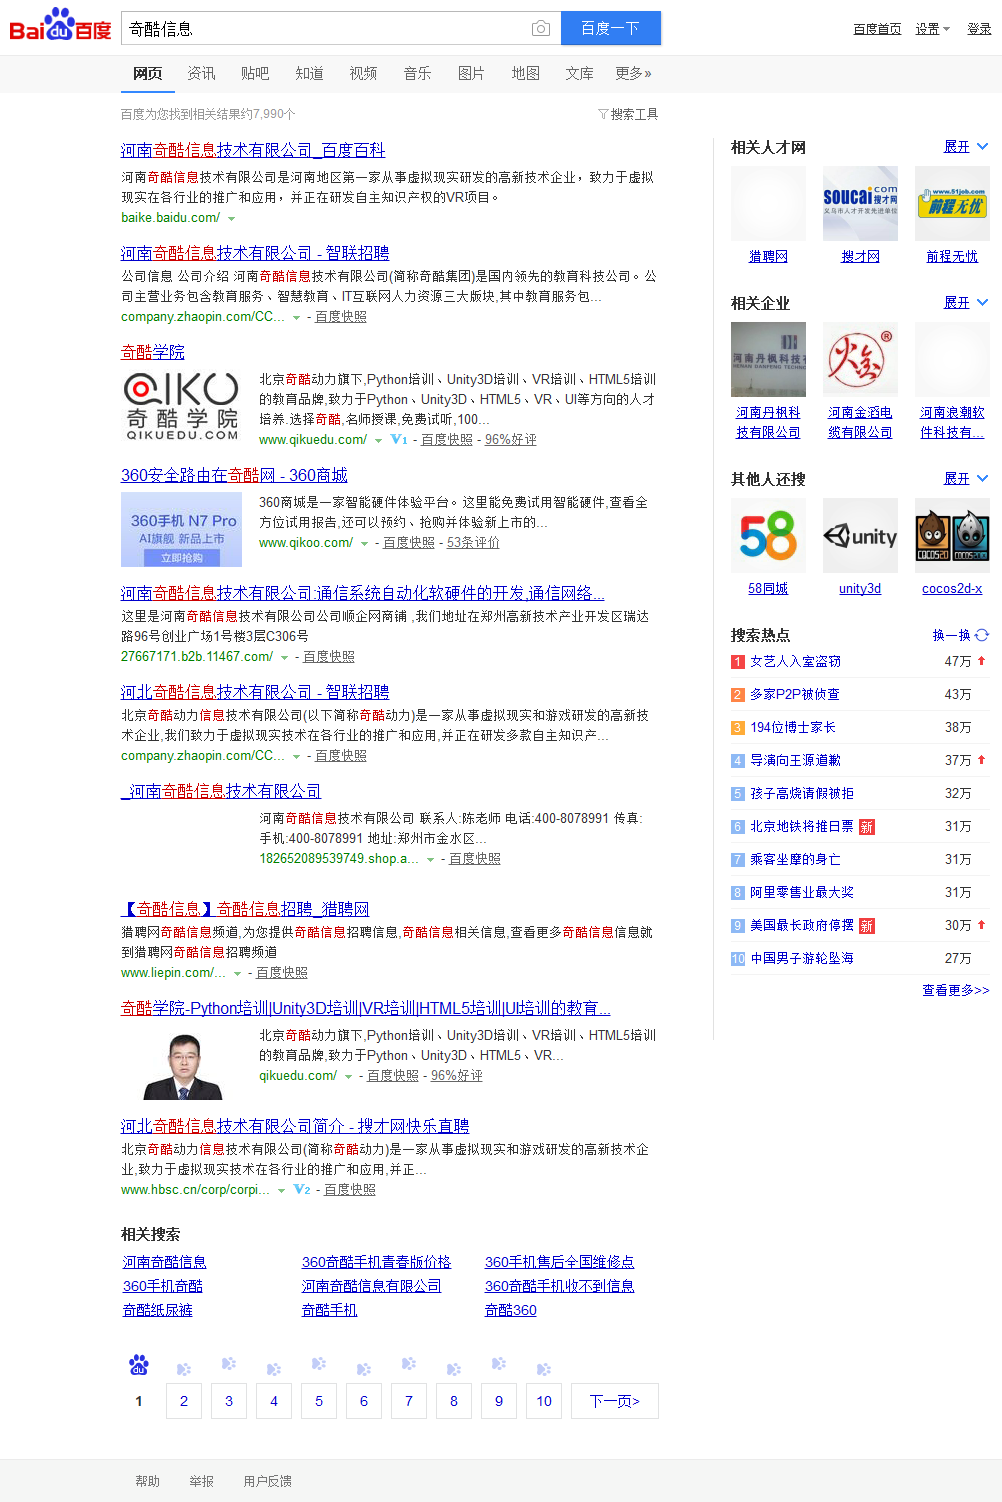 Bai du 百度
奇酷信息
百度一下
百度首页 设置 登录
网页 资讯 贴吧 知道 视频 音乐 图片 地图 文库 更多»
百度为您找到相关结果约7,990个
搜索工具
河南奇酷信息技术有限公司_百度百科
河南奇酷信息技术有限公司是河南地区第一家从事虚拟现实研发的高新技术企业，致力于虚拟
现实在各行业的推广和应用，并正在研发自主知识产权的VR项目。
baike.baidu.com/
河南奇酷信息技术有限公司 - 智联招聘
公司信息 公司介绍 河南奇酷信息技术有限公司(简称奇酷集团)是国内领先的教育科技公司。公
司主营业务包含教育服务、智慧教育、IT互联网人力资源三大版块,其中教育服务包...
company.zhaopin.com/CC... - 百度快照
奇酷学院
QIKU
奇酷学院
QIKUEDU.COM
北京奇酷动力旗下,Python培训、Unity3D培训、VR培训、HTML5培训
的教育品牌,致力于Python、Unity3D、HTML5、VR、UI等方向的人才
培养.选择奇酷,名师授课,免费试听,100...
www.qikuedu.com/ V1 - 百度快照 - 96%好评
360安全路由在奇酷网 - 360商城
360手机 N7 Pro
AI旗舰 新品上市
立即抢购
360商城是一家智能硬件体验平台。这里能免费试用智能硬件,查看全
方位试用报告,还可以预约、抢购并体验新上市的...
www.qikoo.com/ - 百度快照 - 53条评价
河南奇酷信息技术有限公司;通信系统自动化软硬件的开发,通信网络...
这里是河南奇酷信息技术有限公司公司顺企网商铺 ,我们地址在郑州高新技术产业开发区瑞达
路96号创业广场1号楼3层C306号
27667171.b2b.11467.com/ - 百度快照
河北奇酷信息技术有限公司 - 智联招聘
北京奇酷动力信息技术有限公司(以下简称奇酷动力)是一家从事虚拟现实和游戏研发的高新技
术企业,我们致力于虚拟现实技术在各行业的推广和应用,并正在研发多款自主知识产...
company.zhaopin.com/CC... - 百度快照
_河南奇酷信息技术有限公司
河南奇酷信息技术有限公司 联系人:陈老师 电话:400-8078991 传真:
手机:400-8078991 地址:郑州市金水区...
182652089539749.shop.a... - 百度快照
【奇酷信息】奇酷信息招聘_猎聘网
猎聘网奇酷信息频道,为您提供奇酷信息招聘信息,奇酷信息相关信息,查看更多奇酷信息信息就
到猎聘网奇酷信息招聘频道
www.liepin.com/... - 百度快照
奇酷学院-Python培训|Unity3D培训|VR培训|HTML5培训|UI培训的教育...
北京奇酷动力旗下,Python培训、Unity3D培训、VR培训、HTML5培训
的教育品牌,致力于Python、Unity3D、HTML5、VR...
qikuedu.com/ - 百度快照 - 96%好评
河北奇酷信息技术有限公司简介 - 搜才网快乐直聘
北京奇酷动力信息技术有限公司(简称奇酷动力)是一家从事虚拟现实和游戏研发的高新技术企
业,致力于虚拟现实技术在各行业的推广和应用,并正...
www.hbsc.cn/corp/corpi... V2 - 百度快照
相关搜索
河南奇酷信息 360奇酷手机青春版价格 360手机售后全国维修点
360手机奇酷 河南奇酷信息有限公司 360奇酷手机收不到信息
奇酷纸尿裤 奇酷手机 奇酷360
du
1 2 3 4 5 6 7 8 9 10 下一页>
帮助 举报 用户反馈
相关人才网 展开
soucai.com
搜才网
义乌市人才开发先进单位
www.51job.com
前程无忧
猎聘网 搜才网 前程无忧
相关企业 展开
河南丹枫科技
HENAN DANFENG TECHNO
河南丹枫科 河南金滔电 河南浪潮软
技有限公司 缆有限公司 件科技有...
其他人还搜 展开
58 unity COCOS2D COCOS2DX
58同城 unity3d cocos2d-x
搜索热点 换一换
1 女艺人入室盗窃 47万
2 多家P2P被侦查 43万
3 194位博士家长 38万
4 导演向王源道歉 37万
5 孩子高烧请假被拒 32万
6 北京地铁将推日票 新 31万
7 乘客坐摩的身亡 31万
8 阿里零售业最大奖 31万
9 美国最长政府停摆 新 30万
10 中国男子游轮坠海 27万
查看更多>>